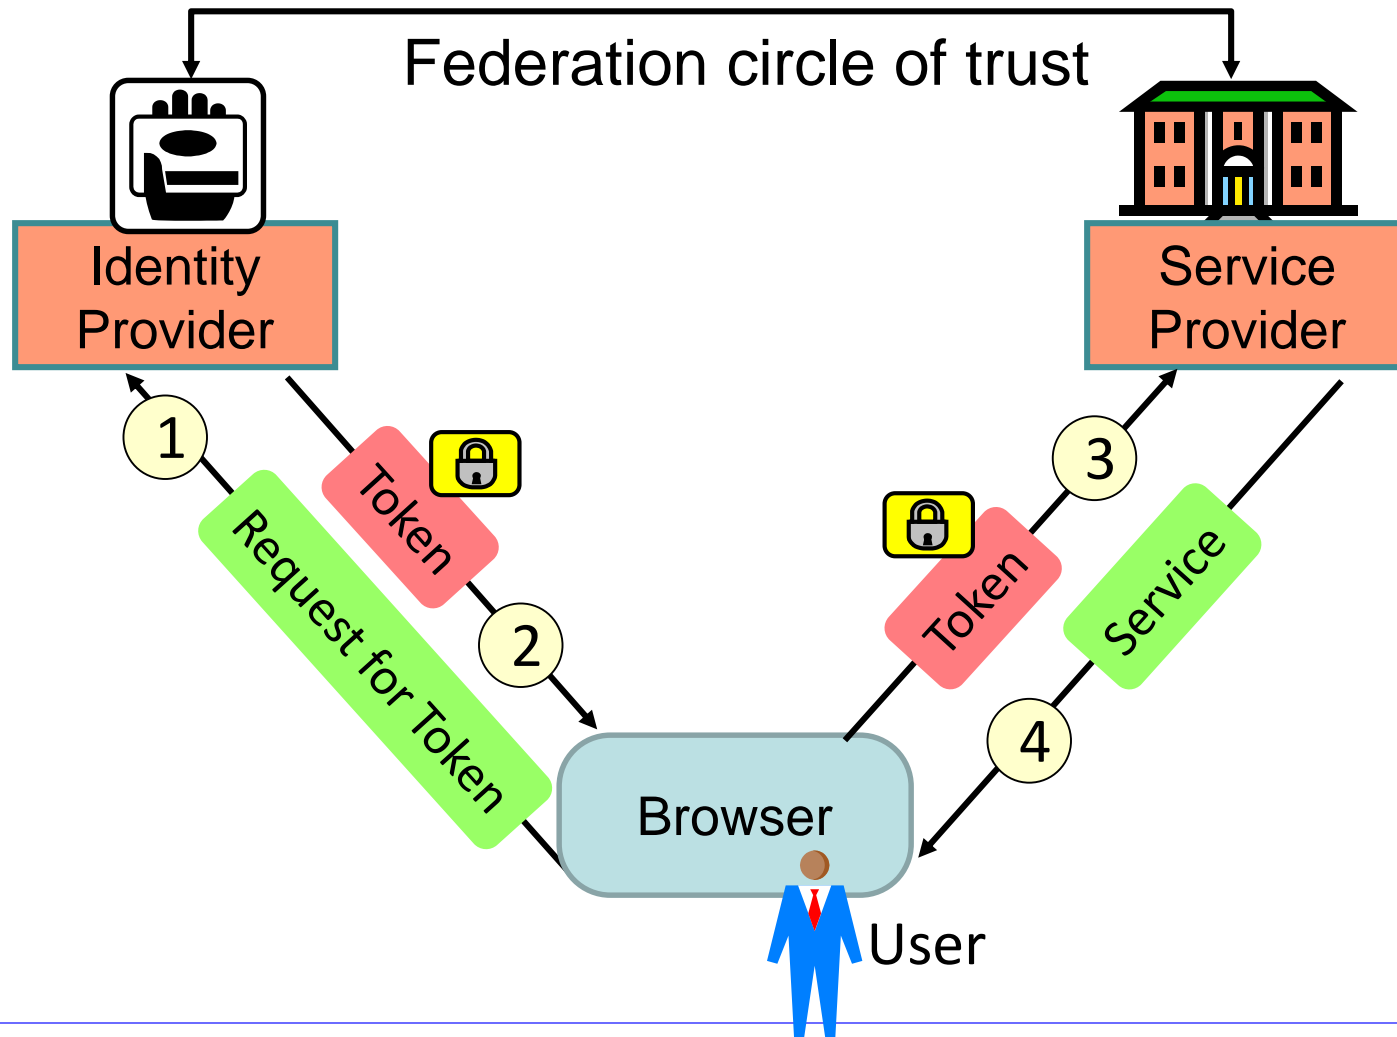 Federation circle of trust
Identity
Provider
Service
Provider
1
Token
3
Request for Token
Token
Service
2
4
Browser
User